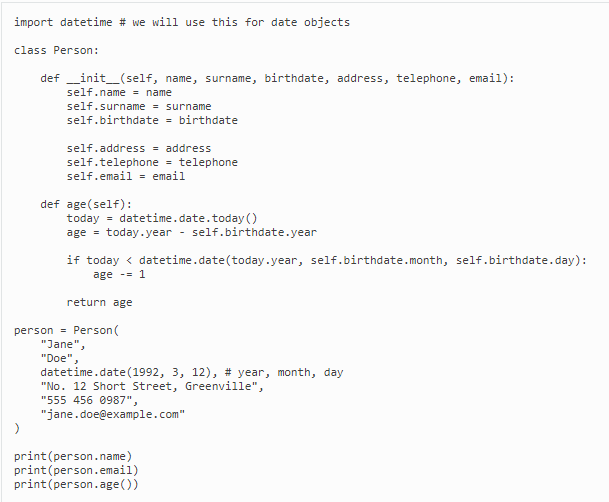 import datetime # we will use this for date objects
class Person:
    def __init__(self, name, surname, birthdate, address, telephone, email):
        self.name = name
        self.surname = surname
        self.birthdate = birthdate
        self.address = address
        self.telephone = telephone
        self.email = email
    def age(self):
        today = datetime.date.today()
        age = today.year - self.birthdate.year
        if today < datetime.date(today.year, self.birthdate.month, self.birthdate.day):
            age -= 1
        return age
person = Person(
    "Jane",
    "Doe",
    datetime.date(1992, 3, 12), # year, month, day
    "No. 12 Short Street, Greenville",
    "555 456 0987",
    "jane.doe@example.com"
)
print(person.name)
print(person.email)
print(person.age())